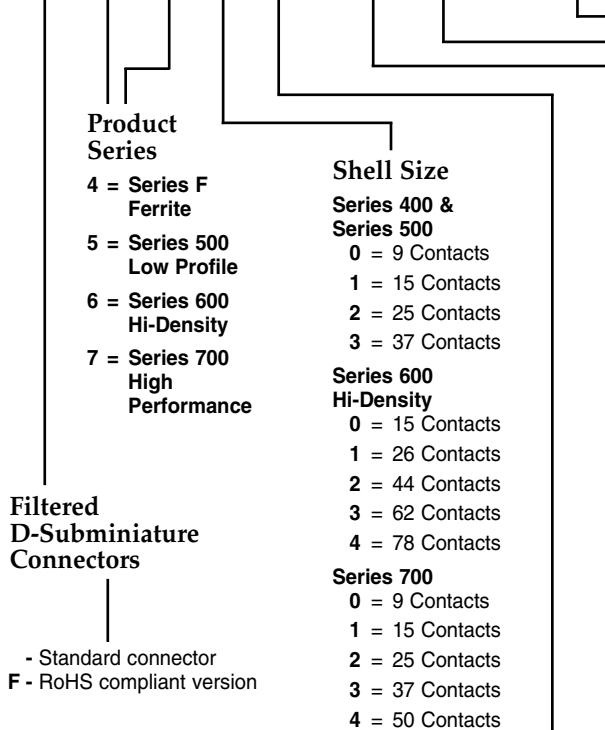 Product
Series
4 = Series F
Ferrite
5 = Series 500
Low Profile
6 = Series 600
Hi-Density
7 = Series 700
High
Performance
Filtered
D-Subminiature
Connectors
- Standard connector
F - RoHS compliant version
Shell Size
Series 400 &
Series 500
0 = 9 Contacts
1 = 15 Contacts
2 = 25 Contacts
3 = 37 Contacts
Series 600
Hi-Density
0 = 15 Contacts
1 = 26 Contacts
2 = 44 Contacts
3 = 62 Contacts
4 = 78 Contacts
Series 700
0 = 9 Contacts
1 = 15 Contacts
2 = 25 Contacts
3 = 37 Contacts
4 = 50 Contacts